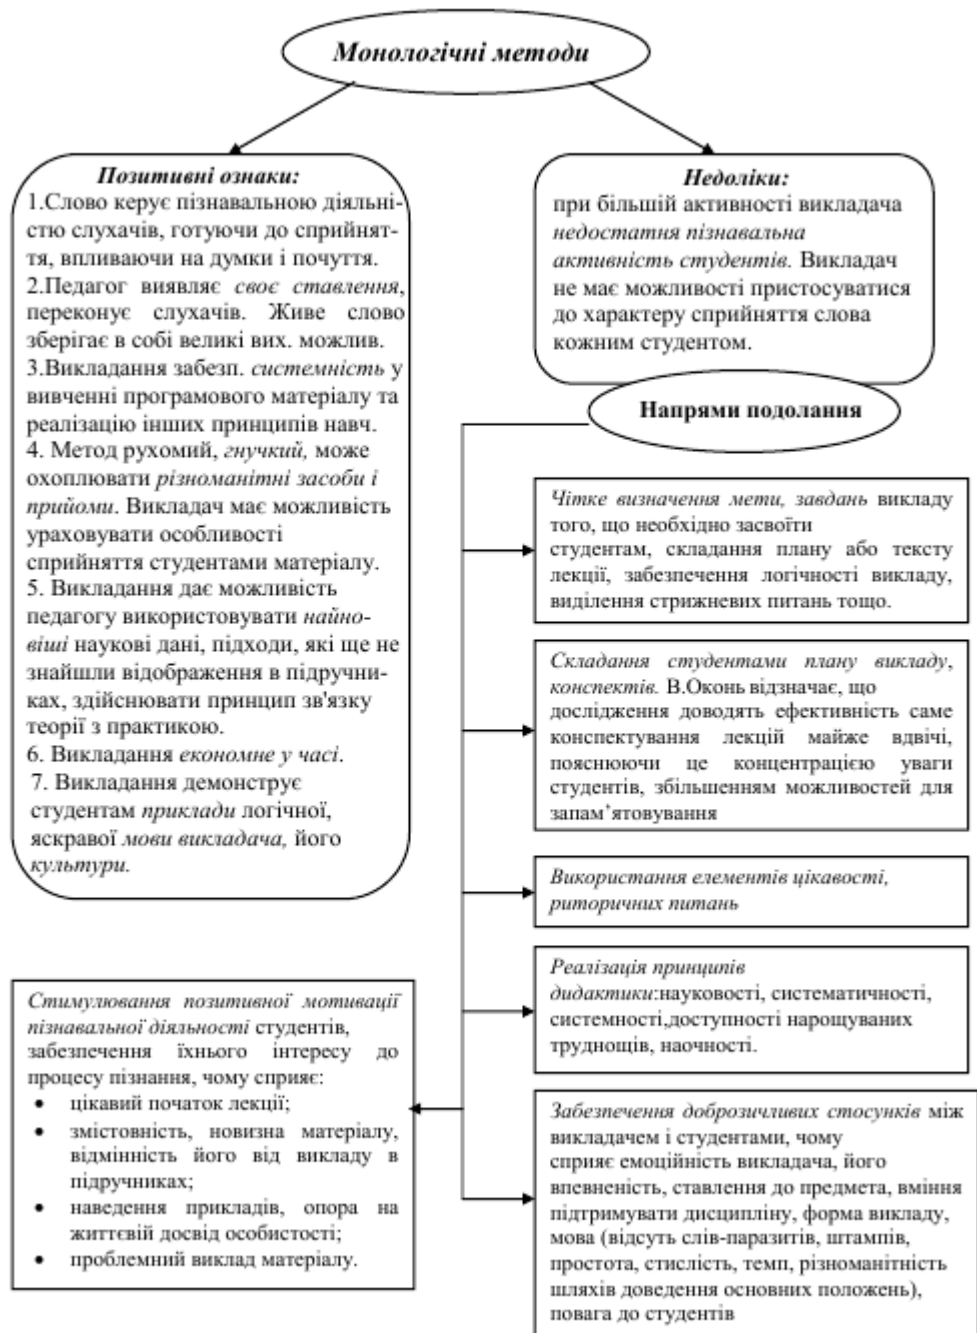 Монологічні методи
Позитивні ознаки:
1.Слово керує пізнавальною діяльні-
стю слухачів, готуючи до сприйнят-
тя, впливаючи на думки і почуття.
2.Педагог виявляє своє ставлення,
переконує слухачів. Живе слово
зберігає в собі великі вих. можлив.
3.Викладання забезп. системність у
вивченні програмового матеріалу та
реалізацію інших принципів навч.
4. Метод рухомий, гнучкий, може
охоплювати різноманітні засоби і
прийоми. Викладач має можливість
ураховувати особливості
сприйняття студентами матеріалу.
5. Викладання дає можливість
педагогу використовувати найно-
віші наукові дані, підходи, які ще не
знайшли відображення в підручни-
ках, здійснювати принцип зв'язку
теорії з практикою.
6. Викладання економне у часі.
7. Викладання демонструє
студентам приклади логічної,
яскравої мови викладача, його
культури.
Недоліки:
при більшій активності викладача
недостатня пізнавальна
активність студентів. Викладач
не має можливості пристосуватися
до характеру сприйняття слова
кожним студентом.
Напрями подолання
Чітке визначення мети, завдань викладу
того, що необхідно засвоїти
студентам, складання плану або тексту
лекції, забезпечення логічності викладу,
виділення стрижневих питань тощо.
Складання студентами плану викладу,
конспектів. В.Оконь відзначає, що
дослідження доводять ефективність саме
конспектування лекцій майже вдвічі,
пояснюючи це концентрацією уваги
студентів, збільшенням можливостей для
запам’ятовування
Використання елементів цікавості,
риторичних питань
Реалізація принципів
дидактики:науковості, систематичності,
системності,доступності нарощуваних
труднощів, наочності.
Забезпечення доброзичливих стосунків між
викладачем і студентами, чому
сприяє емоційність викладача, його
впевненість, ставлення до предмета, вміння
підтримувати дисципліну, форма викладу,
мова (відсуть слів-паразитів, штампів,
простота, стислість, темп, різноманітність
шляхів доведення основних положень),
повага до студентів
Стимулювання позитивної мотивації
пізнавальної діяльності студентів,
забезпечення їхнього інтересу до
процесу пізнання, чому сприяє:
• цікавий початок лекції;
• змістовність, новизна матеріалу,
відмінність його від викладу в
підручниках;
• наведення прикладів, опора на
життєвій досвід особистості;
• проблемний виклад матеріалу.